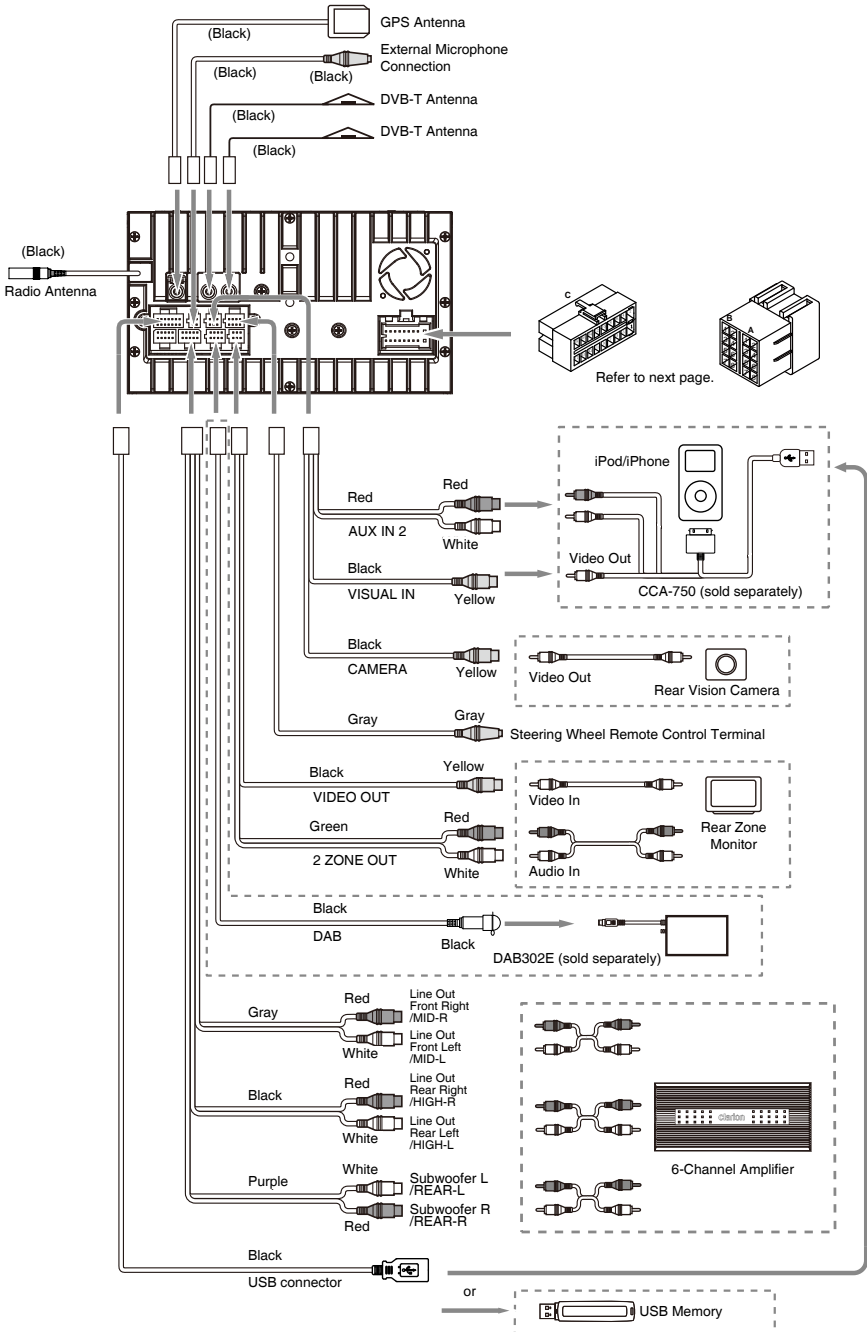 GPS Antenna
(Black)
External Microphone
Connection
(Black)
(Black)
DVB-T Antenna
(Black)
DVB-T Antenna
(Black)
(Black)
Radio Antenna
C
B
A
Refer to next page.
iPod/iPhone
Red
Red
AUX IN 2
White
Black
VISUAL IN
Yellow
Video Out
CCA-750 (sold separately)
Black
CAMERA
Yellow
Video Out
Rear Vision Camera
Gray
Gray
Steering Wheel Remote Control Terminal
Black
Yellow
VIDEO OUT
Video In
Green
Red
2 ZONE OUT
White
Audio In
Rear Zone
Monitor
Black
DAB
Black
DAB302E (sold separately)
Gray
Red
Line Out
Front Right
/MID-R
White
Line Out
Front Left
/MID-L
Black
Red
Line Out
Rear Right
/HIGH-R
White
Line Out
Rear Left
/HIGH-L
Purple
White
Subwoofer L
/REAR-L
Red
Subwoofer R
/REAR-R
clarion
6-Channel Amplifier
Black
USB connector
or
USB Memory